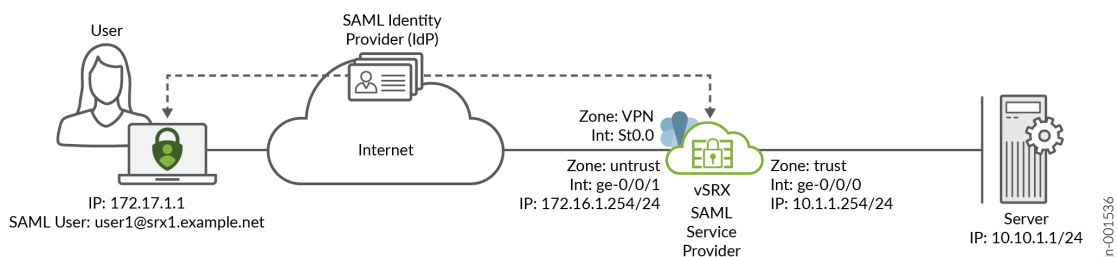 User
IP: 172.17.1.1
SAML User: user1@srx1.example.net
SAML Identity
Provider (IdP)
Internet
Zone: VPN
Int: St0.0
Zone: untrust
Int: ge-0/0/1
IP: 172.16.1.254/24
vSRX
SAML
Service
Provider
Zone: trust
Int: ge-0/0/0
IP: 10.1.1.254/24
Server
IP: 10.10.1.1/24
n-001536